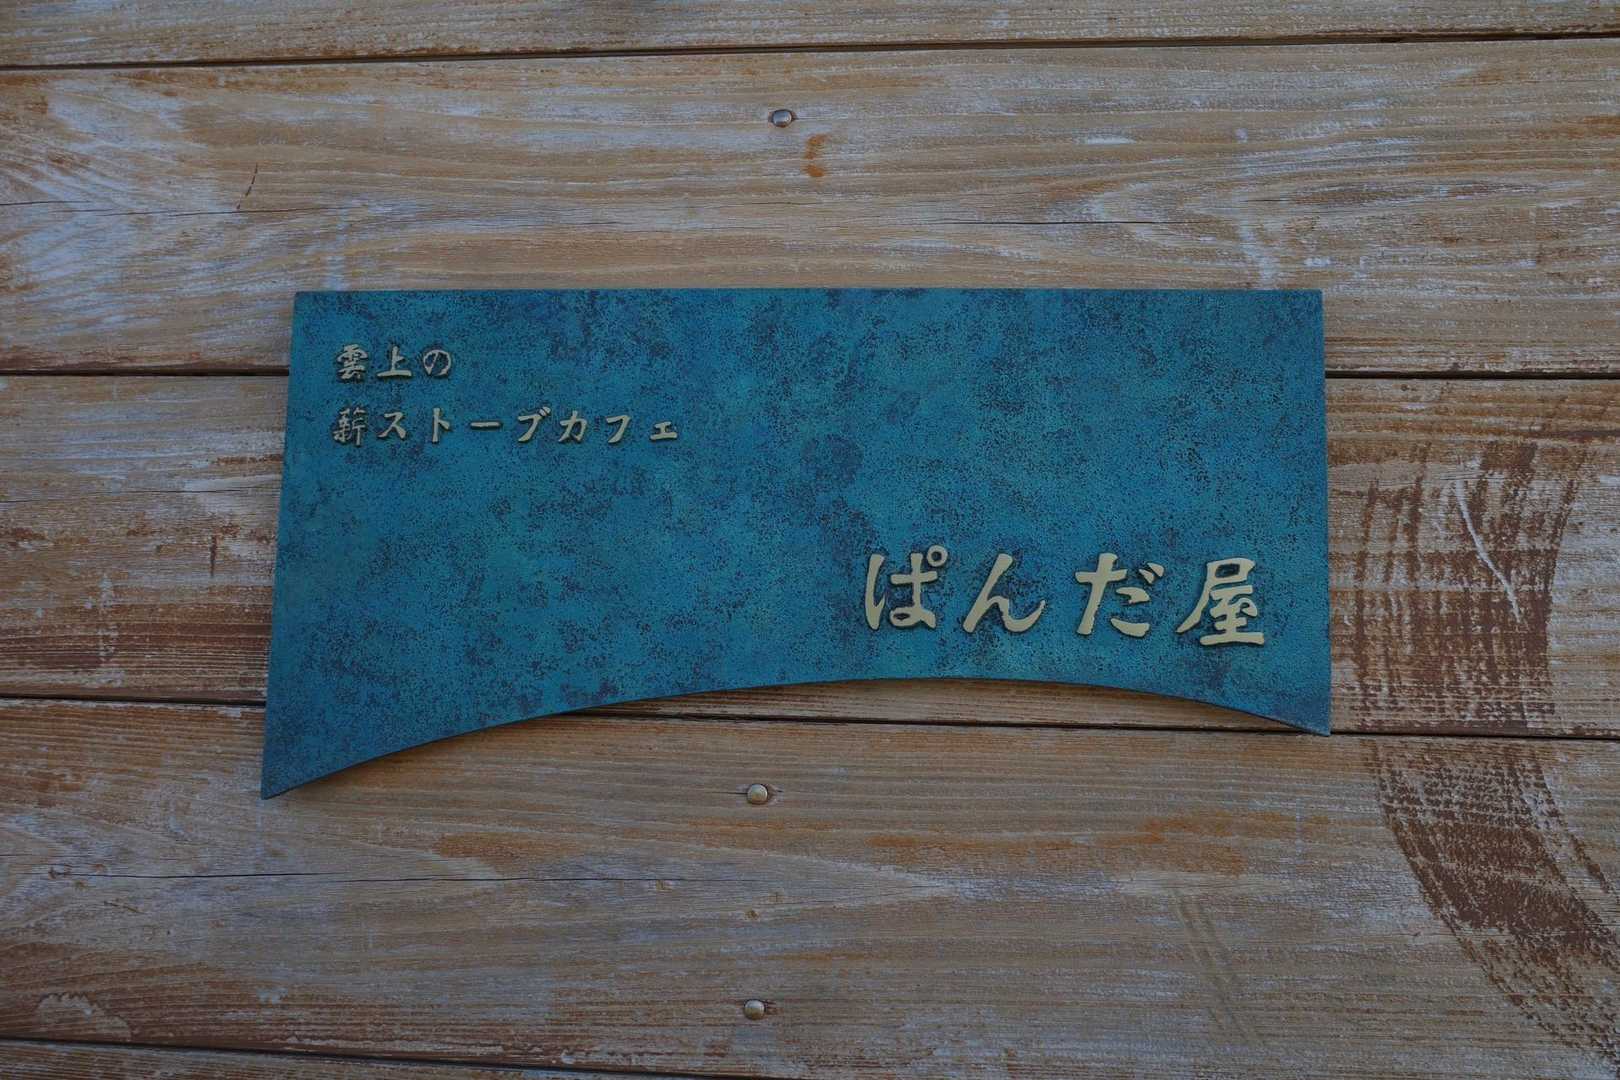 雲上の
薪ストーブカフェ
ぱんだ屋